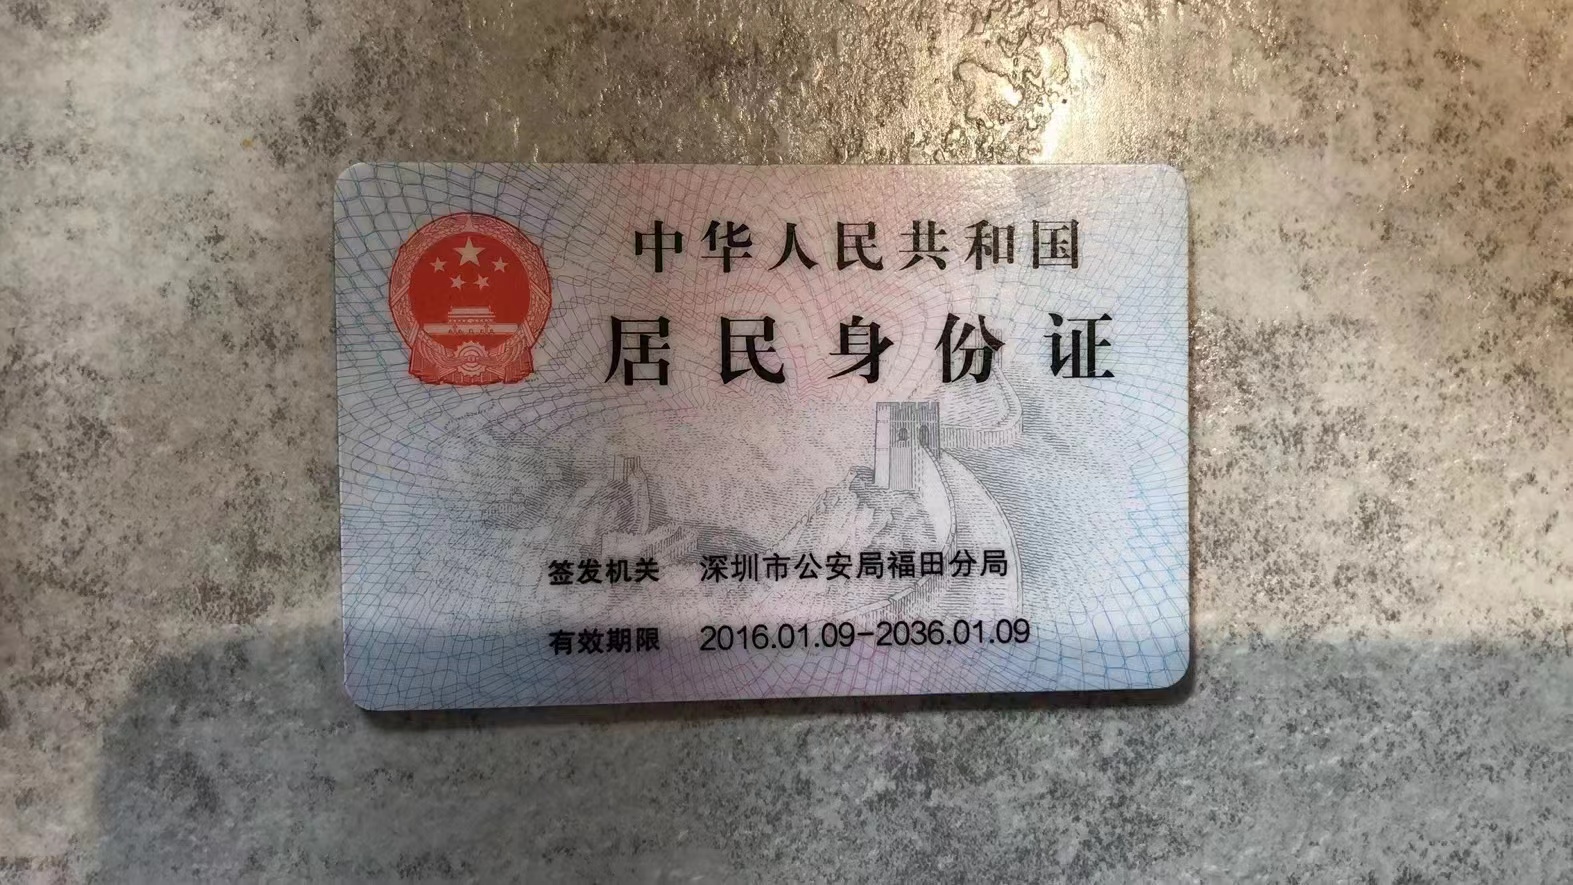 中华人民共和国
居民身份证
签发机关 深圳市公安局福田分局
有效期限 2016.01.09-2036.01.09